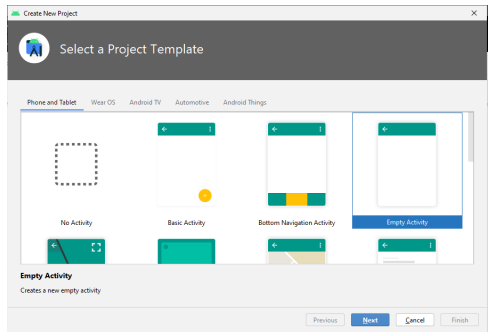 Create New Project
Select a Project Template
Phone and Tablet Wear OS Android TV Automotive Android Things
No Activity Basic Activity Bottom Navigation Activity Empty Activity
Empty Activity
Creates a new empty activity
Previous Next Cancel Finish